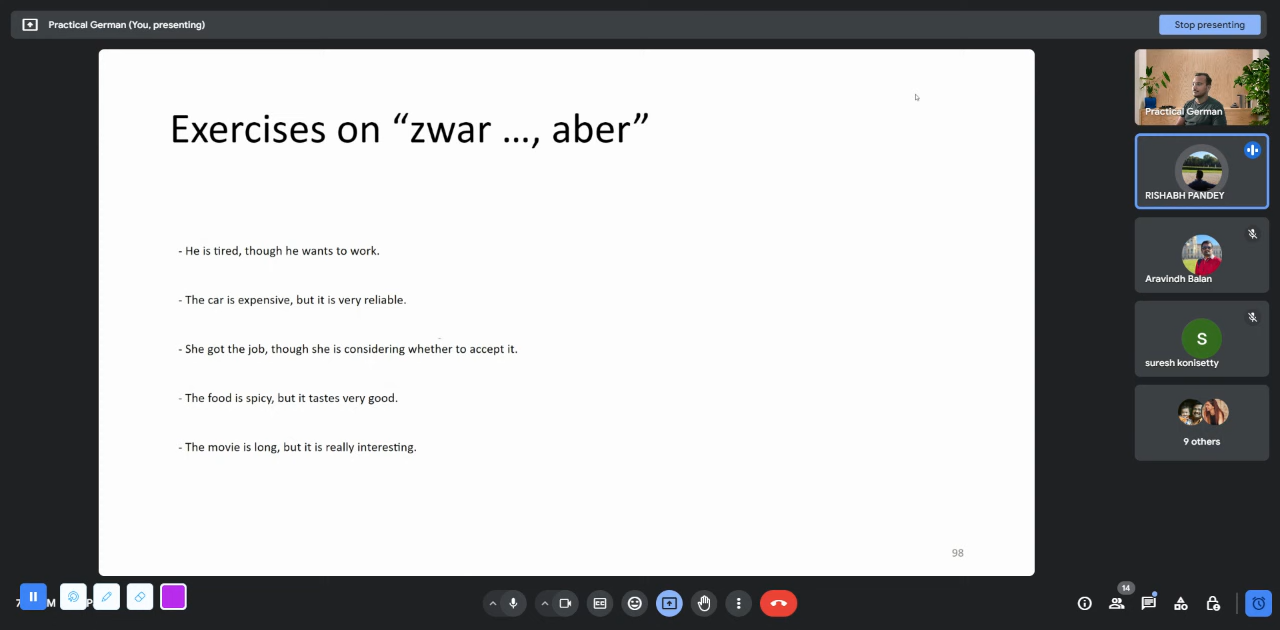 Practical German (You, presenting)
Stop presenting
Exercises on “zwar ..., aber”
- He is tired, though he wants to work.
- The car is expensive, but it is very reliable.
- She got the job, though she is considering whether to accept it.
- The food is spicy, but it tastes very good.
- The movie is long, but it is really interesting.
98
Practical German
RISHABH PANDEY
Aravindh Balan
S
suresh konisetty
9 others
14